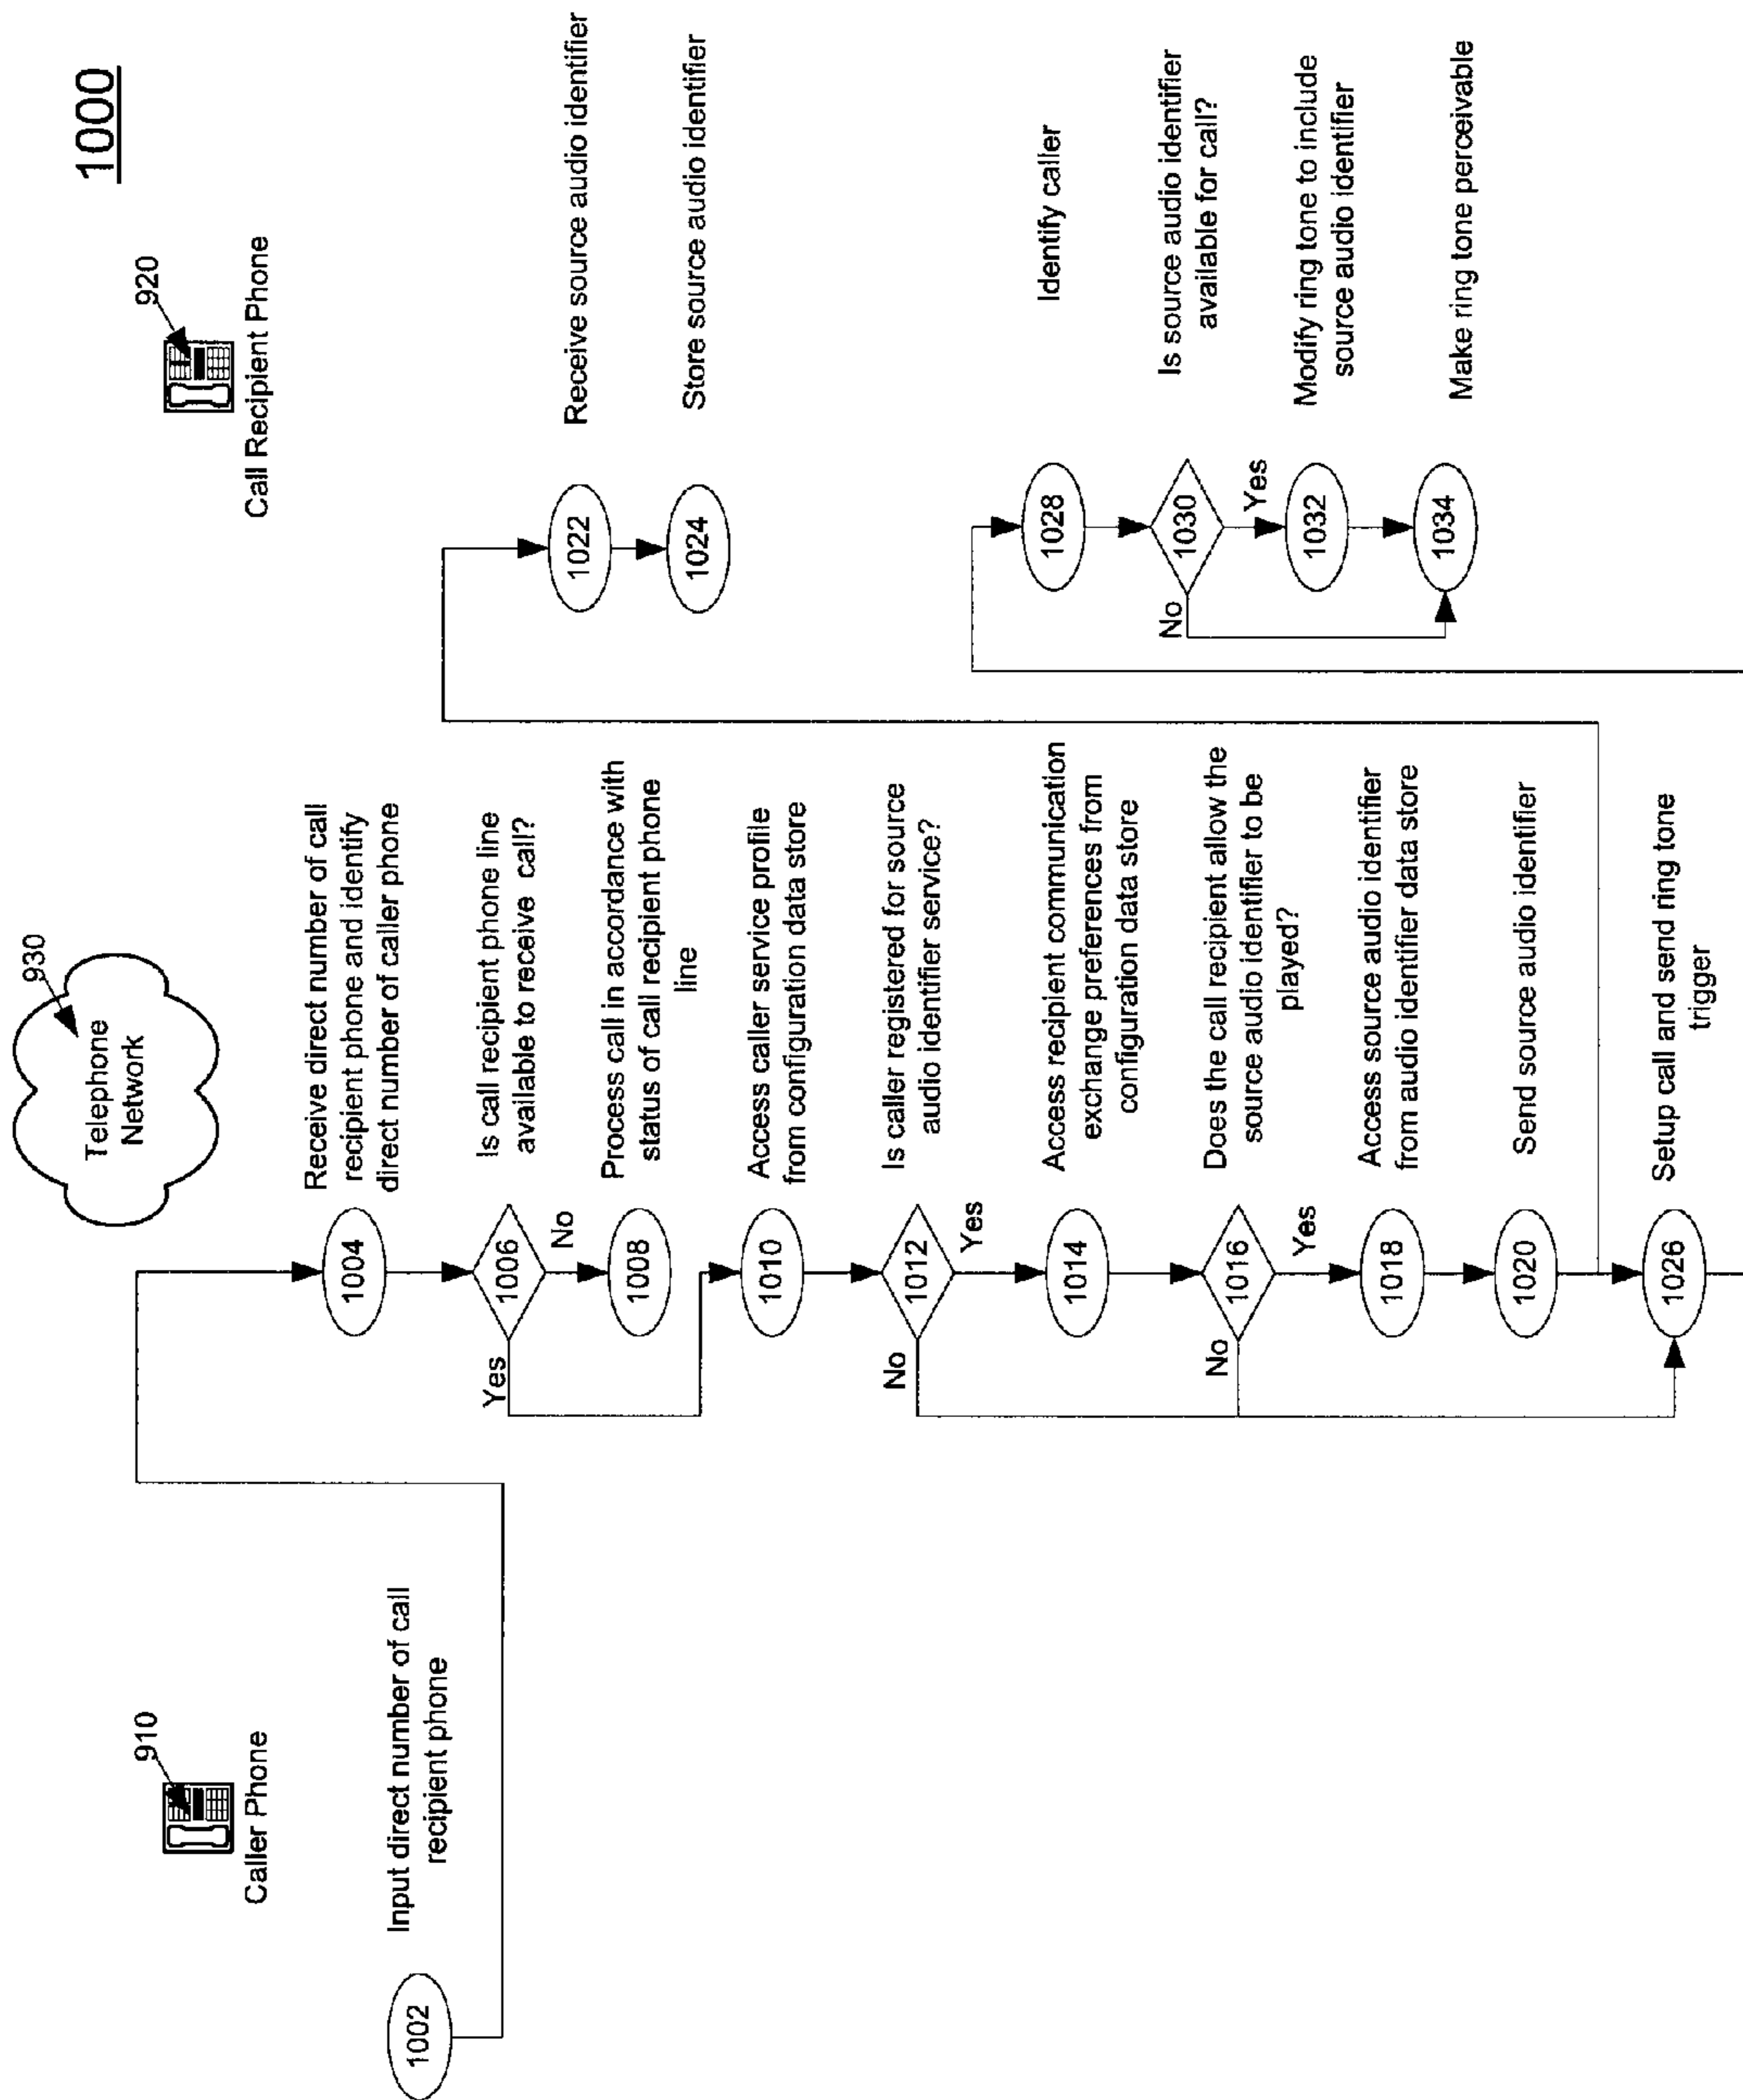 1000
910
Caller Phone
930
Telephone
Network
920
Call Recipient Phone
1002
Input direct number of call
recipient phone
1004
Receive direct number of call
recipient phone and identify
direct number of caller phone
1006
Yes
No
Is call recipient phone line
available to receive call?
1008
Process call in accordance with
status of call recipient phone
line
1010
Access caller service profile
from configuration data store
1012
No
Yes
Is caller registered for source
audio identifier service?
1014
Access recipient communication
exchange preferences from
configuration data store
1016
No
Yes
Does the call recipient allow the
source audio identifier to be
played?
1018
Access source audio identifier
from audio identifier data store
1020
Send source audio identifier
1022
Receive source audio identifier
1024
Store source audio identifier
1026
Setup call and send ring tone
trigger
1028
Identify caller
1030
No
Yes
Is source audio identifier
available for call?
1032
Modify ring tone to include
source audio identifier
1034
Make ring tone perceivable